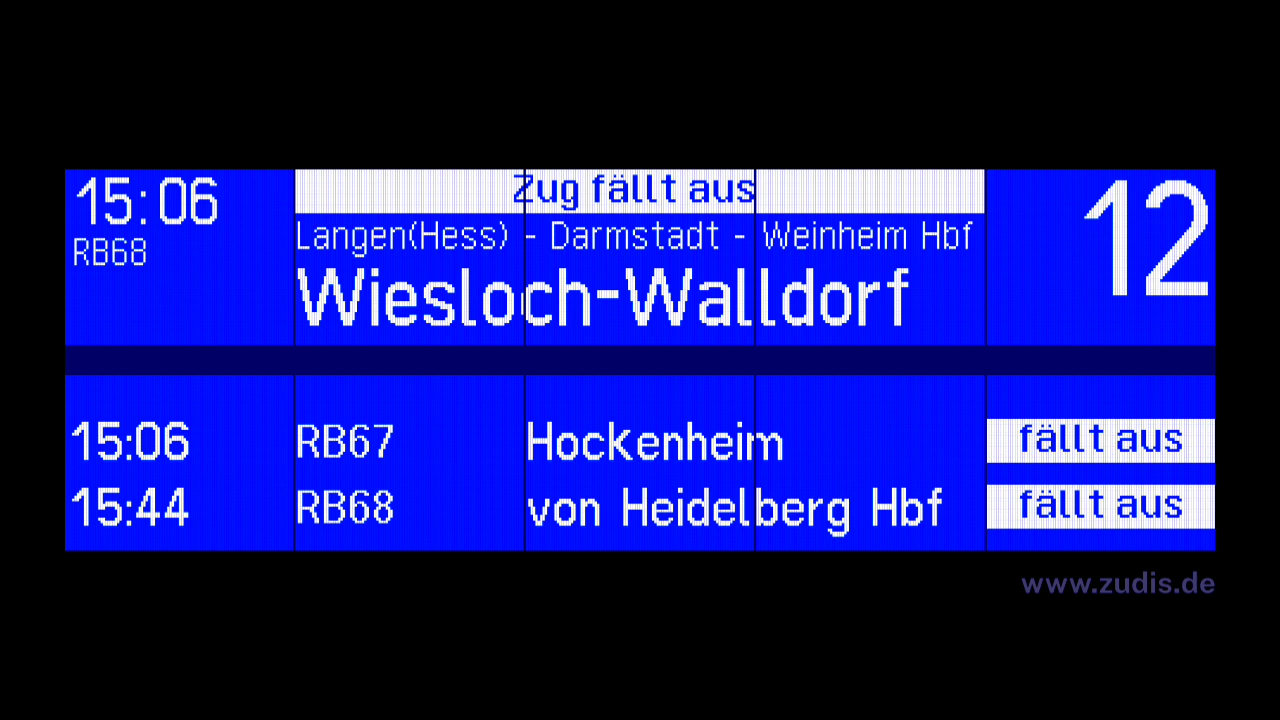 15:06
Zug fällt aus
12
RB68
Langen(Hess) - Darmstadt - Weinheim Hbf
Wiesloch-Walldorf
15:06 RB67 Hockenheim fällt aus
15:44 RB68 von Heidelberg Hbf fällt aus
www.zudis.de